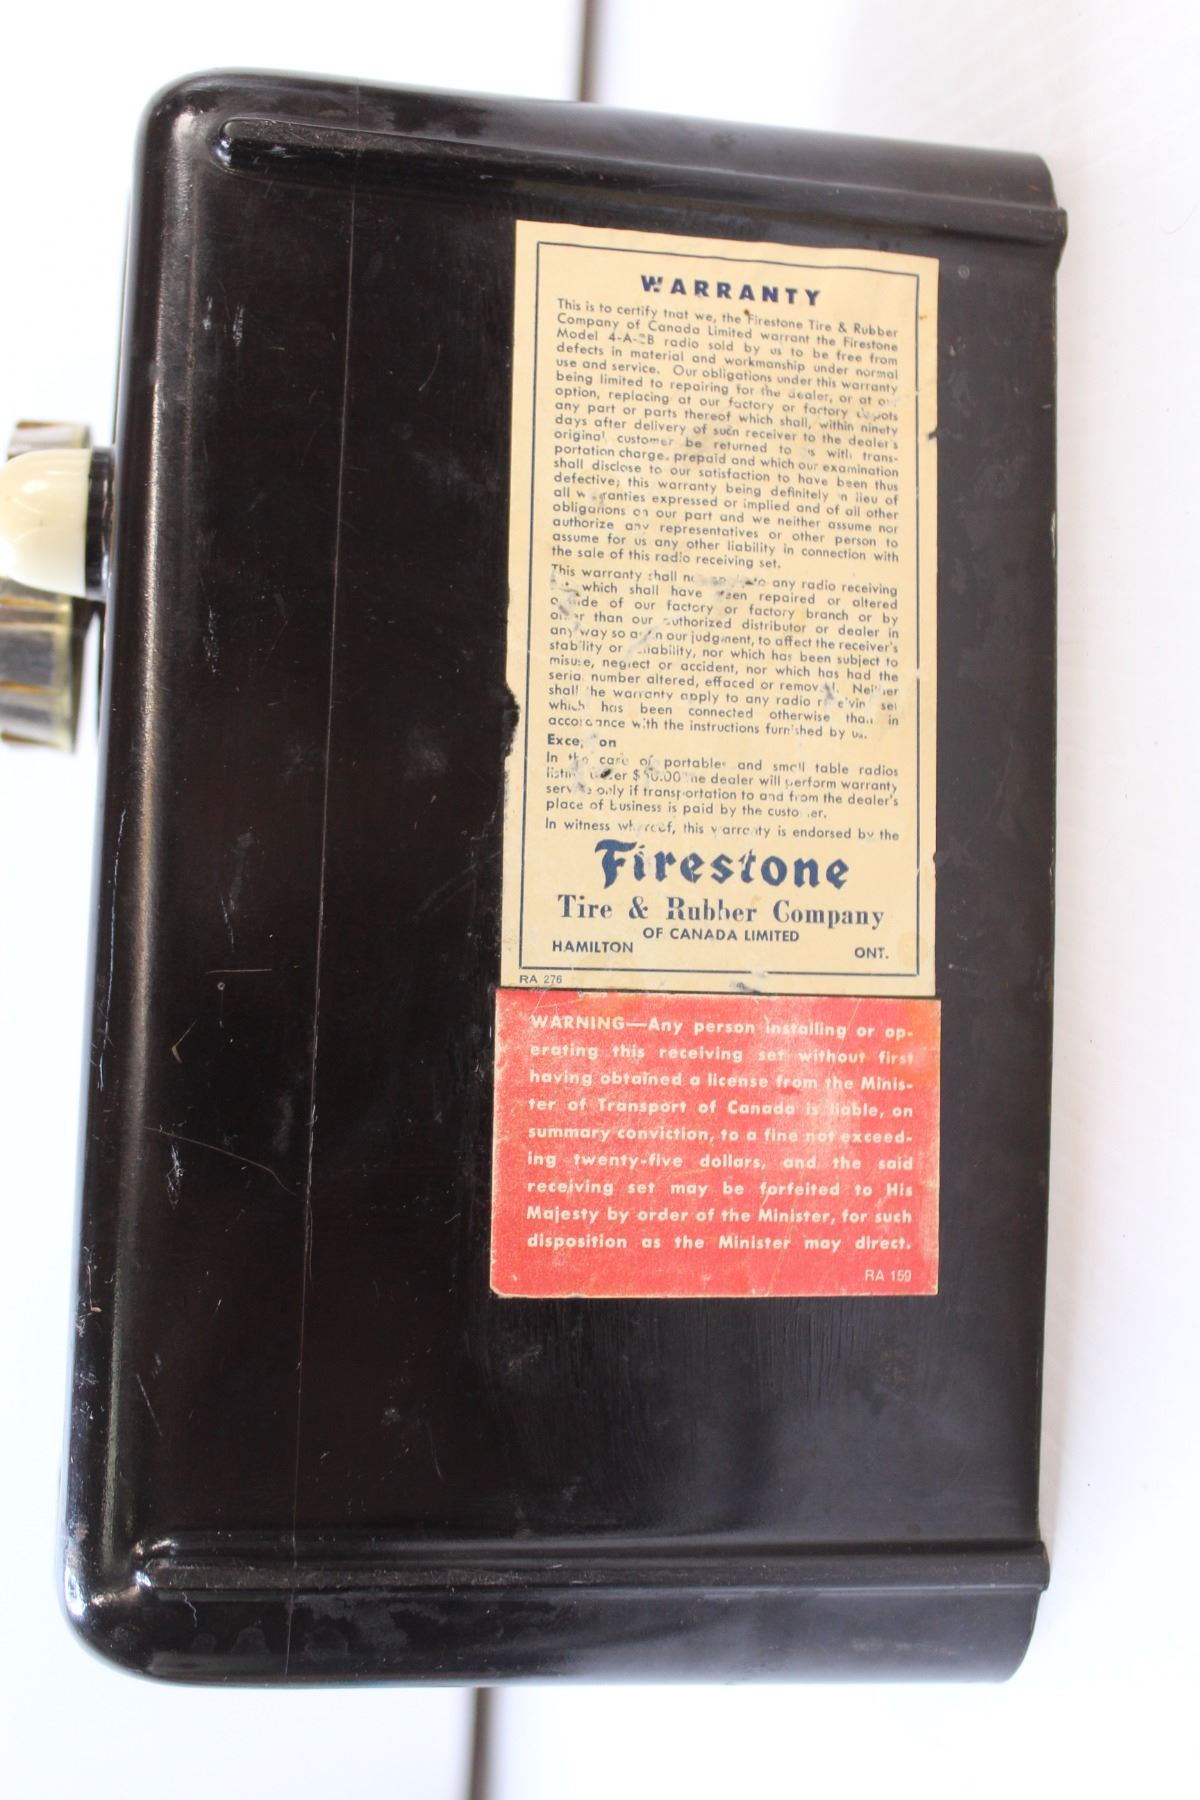 WARRANTY
This is to certify that we, the Firestone Tire & Rubber
Company of Canada Limited warrant the Firestone
Model radio sold by us to be free from
defects in material and workmanship under normal
use and service. Our obligations under this warranty
being limited to repairing for the dealer, or at
option, replacing at our factory or factory depots
any part or parts thereof which shall, within ninety
days after delivery of such receiver to the dealer's
original customer be returned to us with trans-
portation charge, prepaid and which our examination
shall disclose to our satisfaction to have been thus
defective; this warranty being definitely in lieu of
all warranties expressed or implied and of all other
obligations on our part and we neither assume nor
authorize any representatives or other person to
assume for us any other liability in connection with
the sale of this radio receiving set.
This warranty shall any radio receiving
which shall have been repaired or altered
outside of our factory or factory branch or by
other than our authorized distributor or dealer in
any way so as in our judgment, to affect the receiver's
stability or reliability, nor which has been subject to
misuse, neglect or accident, nor which has had the
serial number altered, effaced or removed. Neither
shall the warranty apply to any radio receiving set
which has been connected otherwise than in
accordance with the instructions furnished by us.
Exception
In the case of portables and small table radios
listing under $50.00 the dealer will perform warranty
service only if transportation to and from the dealer's
place of business is paid by the customer.
In witness whereof, this warranty is endorsed by the
Firestone
Tire & Rubber Company
OF CANADA LIMITED
HAMILTON ONT.
RA 276
WARNING—Any person installing or op-
erating this receiving set without first
having obtained a license from the Minis-
ter of Transport of Canada is liable, on
summary conviction, to a fine not exceed-
ing twenty-five dollars, and the said
receiving set may be forfeited to His
Majesty by order of the Minister, for such
disposition as the Minister may direct.
RA 159